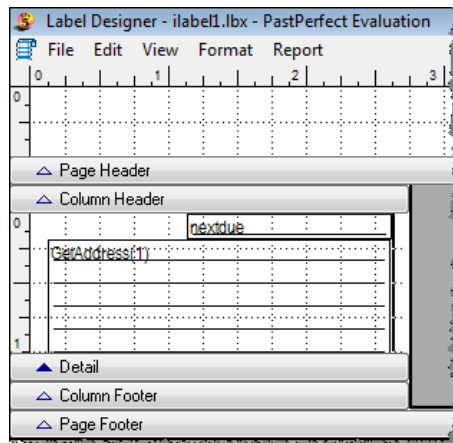 Label Designer - ilabel1.lbx - PastPerfect Evaluation
File Edit View Format Report
0 1 2 3
0
Page Header
Column Header
0
nextdue
GetAddress(1)
1
Detail
Column Footer
Page Footer